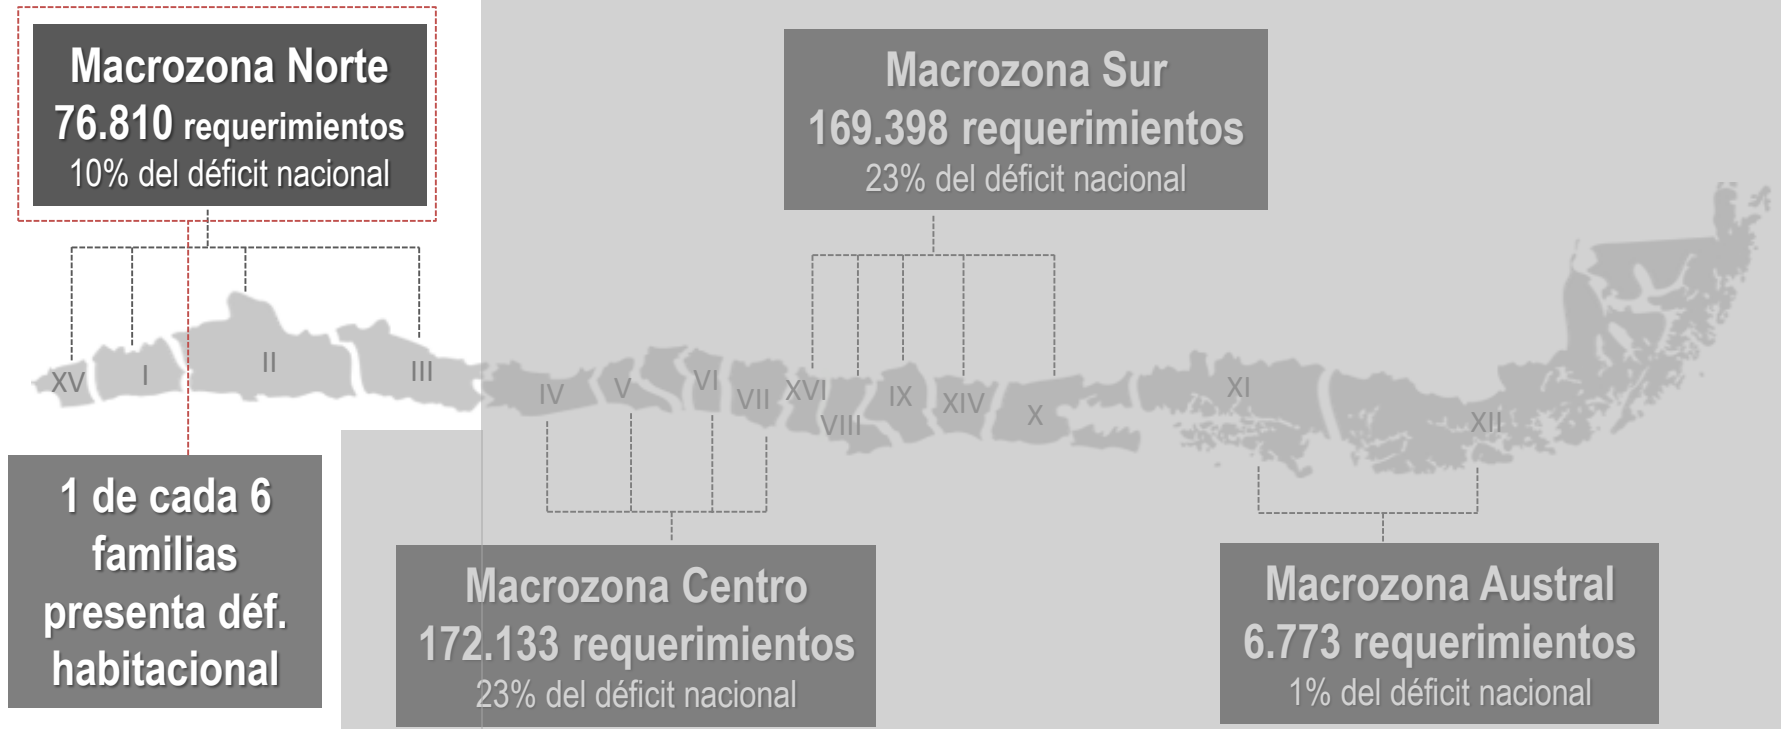 Macrozona Norte
76.810 requerimientos
10% del déficit nacional
Macrozona Sur
169.398 requerimientos
23% del déficit nacional
XV
I
II
III
IV
V
VI
VII
XVI
VIII
IX
XIV
X
XI
XII
1 de cada 6
familias
presenta déf.
habitacional
Macrozona Centro
172.133 requerimientos
23% del déficit nacional
Macrozona Austral
6.773 requerimientos
1% del déficit nacional